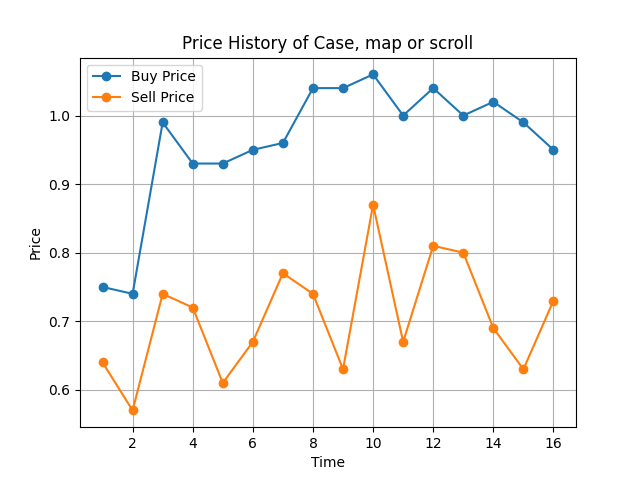 Price History of Case, map or scroll
Buy Price
Sell Price
1.0
0.9
0.8
0.7
0.6
Price
2 4 6 8 10 12 14 16
Time